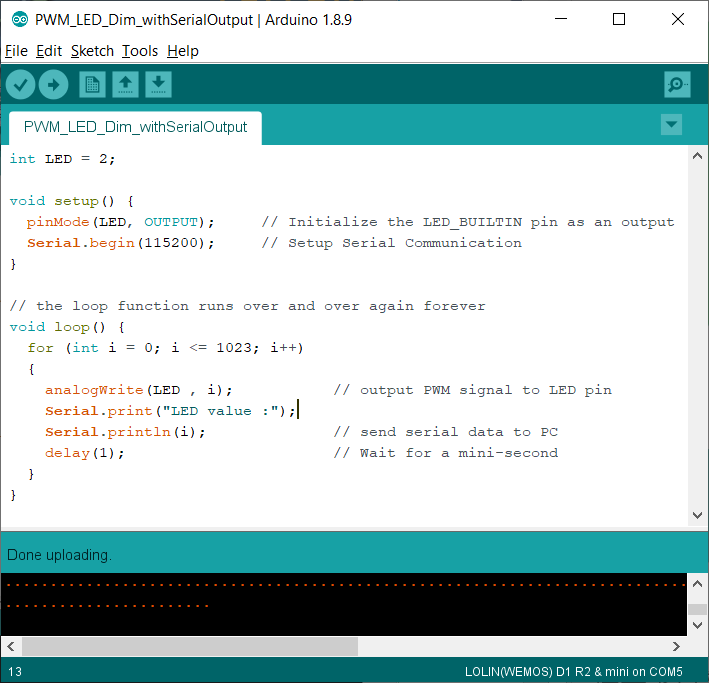 PWM_LED_Dim_withSerialOutput | Arduino 1.8.9
File Edit Sketch Tools Help
PWM_LED_Dim_withSerialOutput
int LED = 2;
void setup() {
pinMode(LED, OUTPUT); // Initialize the LED_BUILTIN pin as an output
Serial.begin(115200); // Setup Serial Communication
}
// the loop function runs over and over again forever
void loop() {
for (int i = 0; i <= 1023; i++)
{
analogWrite(LED , i); // output PWM signal to LED pin
Serial.print("LED value :");
Serial.println(i); // send serial data to PC
delay(1); // Wait for a mini-second
}
}
Done uploading.
13 LOLIN(WEMOS) D1 R2 & mini on COM5